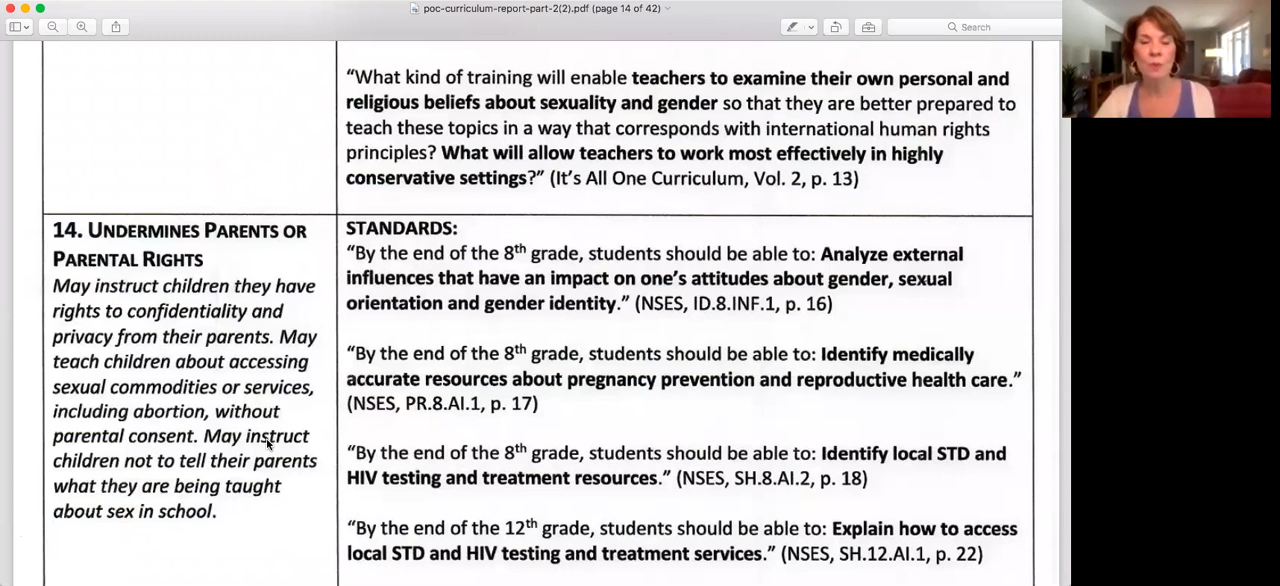 poc-curriculum-report-part-2(2).pdf (page 14 of 42)
Search
“What kind of training will enable teachers to examine their own personal and
religious beliefs about sexuality and gender so that they are better prepared to
teach these topics in a way that corresponds with international human rights
principles? What will allow teachers to work most effectively in highly
conservative settings?” (It’s All One Curriculum, Vol. 2, p. 13)
14. UNDERMINES PARENTS OR
PARENTAL RIGHTS
May instruct children they have
rights to confidentiality and
privacy from their parents. May
teach children about accessing
sexual commodities or services,
including abortion, without
parental consent. May instruct
children not to tell their parents
what they are being taught
about sex in school.
STANDARDS:
“By the end of the 8th grade, students should be able to: Analyze external
influences that have an impact on one’s attitudes about gender, sexual
orientation and gender identity.” (NSES, ID.8.INF.1, p. 16)
“By the end of the 8th grade, students should be able to: Identify medically
accurate resources about pregnancy prevention and reproductive health care.”
(NSES, PR.8.AI.1, p. 17)
“By the end of the 8th grade, students should be able to: Identify local STD and
HIV testing and treatment resources.” (NSES, SH.8.AI.2, p. 18)
“By the end of the 12th grade, students should be able to: Explain how to access
local STD and HIV testing and treatment services.” (NSES, SH.12.AI.1, p. 22)